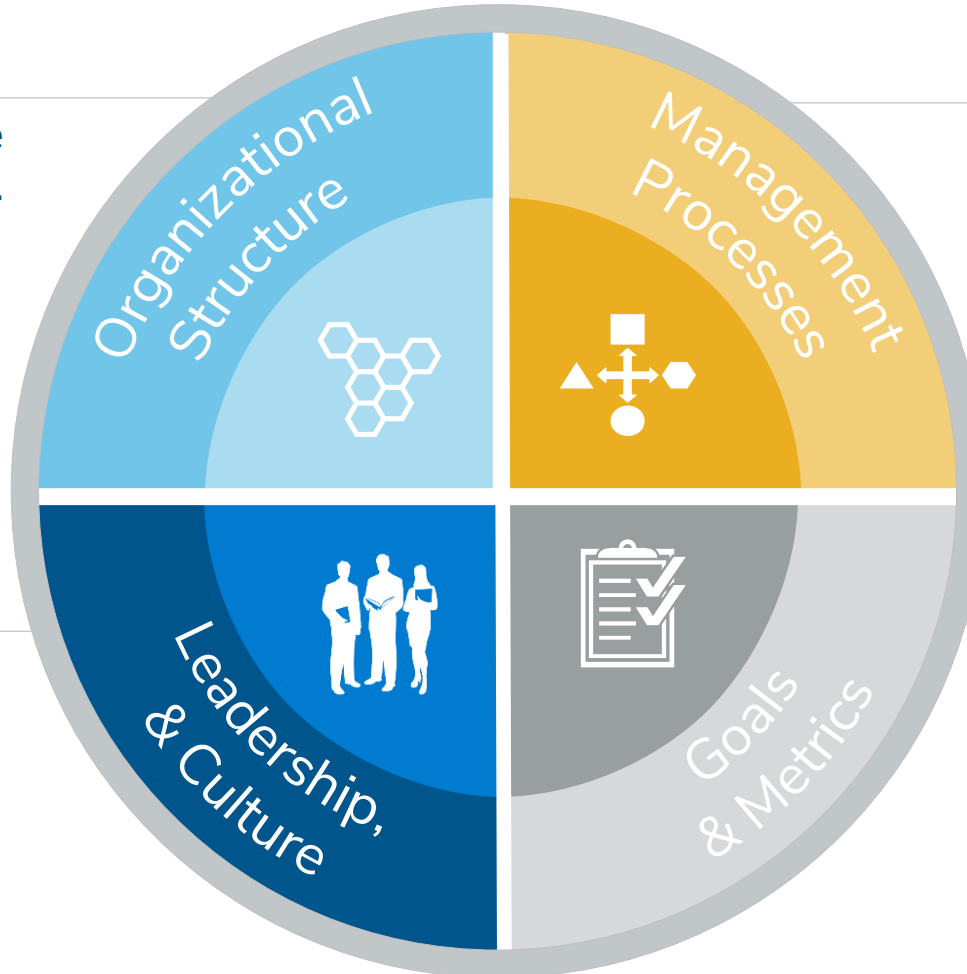 Organizational
Structure
Management
Processes
Leadership,
& Culture
Goals
& Metrics